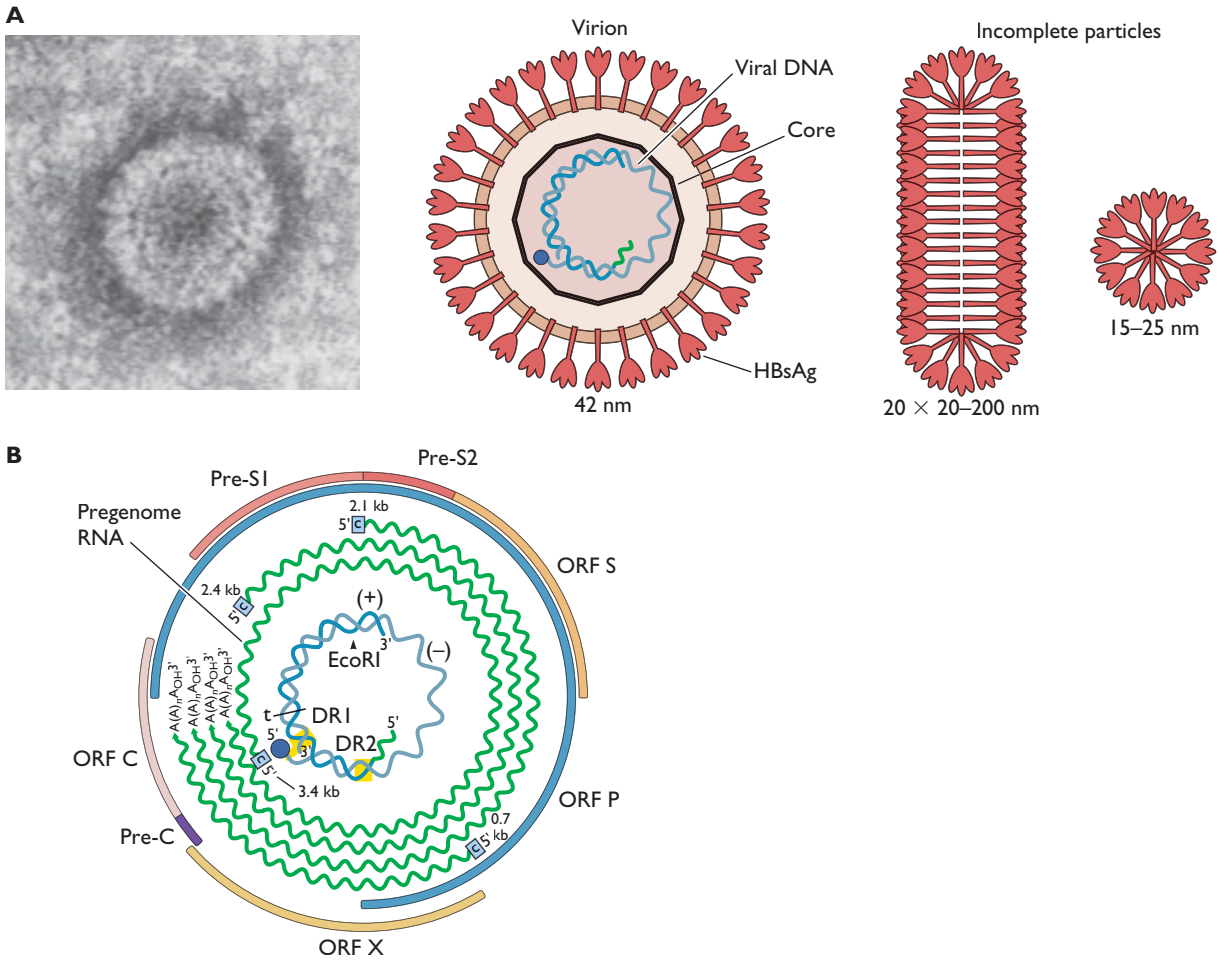 A
Virion
Incomplete particles
Viral DNA
Core
HBsAg
42 nm
20 × 20–200 nm
15–25 nm
B
Pre-S1
Pre-S2
Pregenome
RNA
2.1 kb
5' C
ORF S
2.4 kb
C
5'
(+)
3'
EcoRI
(–)
A(A)nAOH3'
A(A)nAOH3'
A(A)nAOH3'
A(A)nAOH3'
t
DR1
5'
3'
DR2
5'
C 5'
3.4 kb
ORF C
ORF P
0.7
kb
C 5'
Pre-C
ORF X